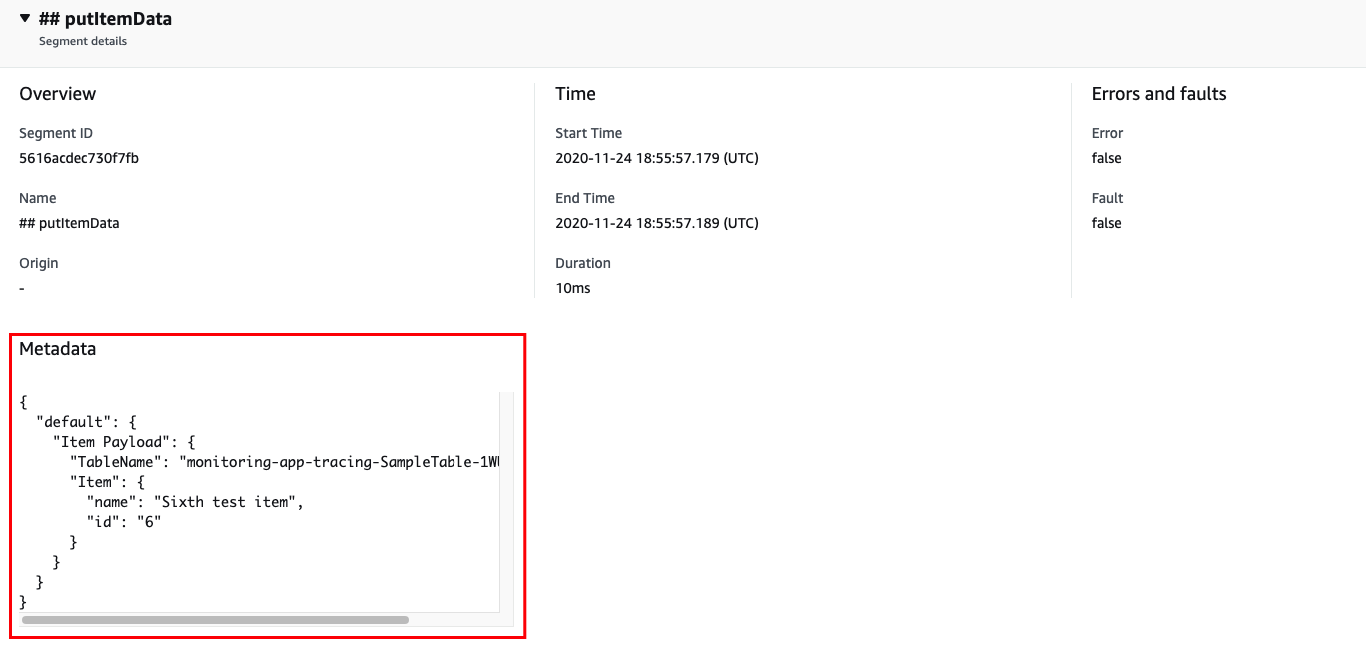 ## putItemData
Segment details
Overview
Segment ID
5616acdec730f7fb
Name
## putItemData
Origin
-
Time
Start Time
2020-11-24 18:55:57.179 (UTC)
End Time
2020-11-24 18:55:57.189 (UTC)
Duration
10ms
Errors and faults
Error
false
Fault
false
Metadata
{
  "default": {
    "Item Payload": {
      "TableName": "monitoring-app-tracing-SampleTable-1W
      "Item": {
        "name": "Sixth test item",
        "id": "6"
      }
    }
  }
}